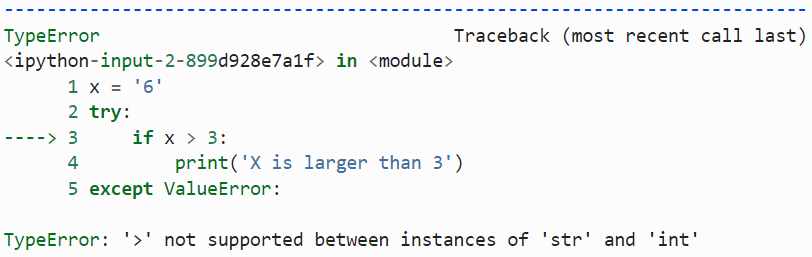 ---------------------------------------------------------------------------
TypeError                                 Traceback (most recent call last)
<ipython-input-2-899d928e7a1f> in <module>
      1 x = '6'
      2 try:
----> 3     if x > 3:
      4         print('X is larger than 3')
      5 except ValueError:

TypeError: '>' not supported between instances of 'str' and 'int'